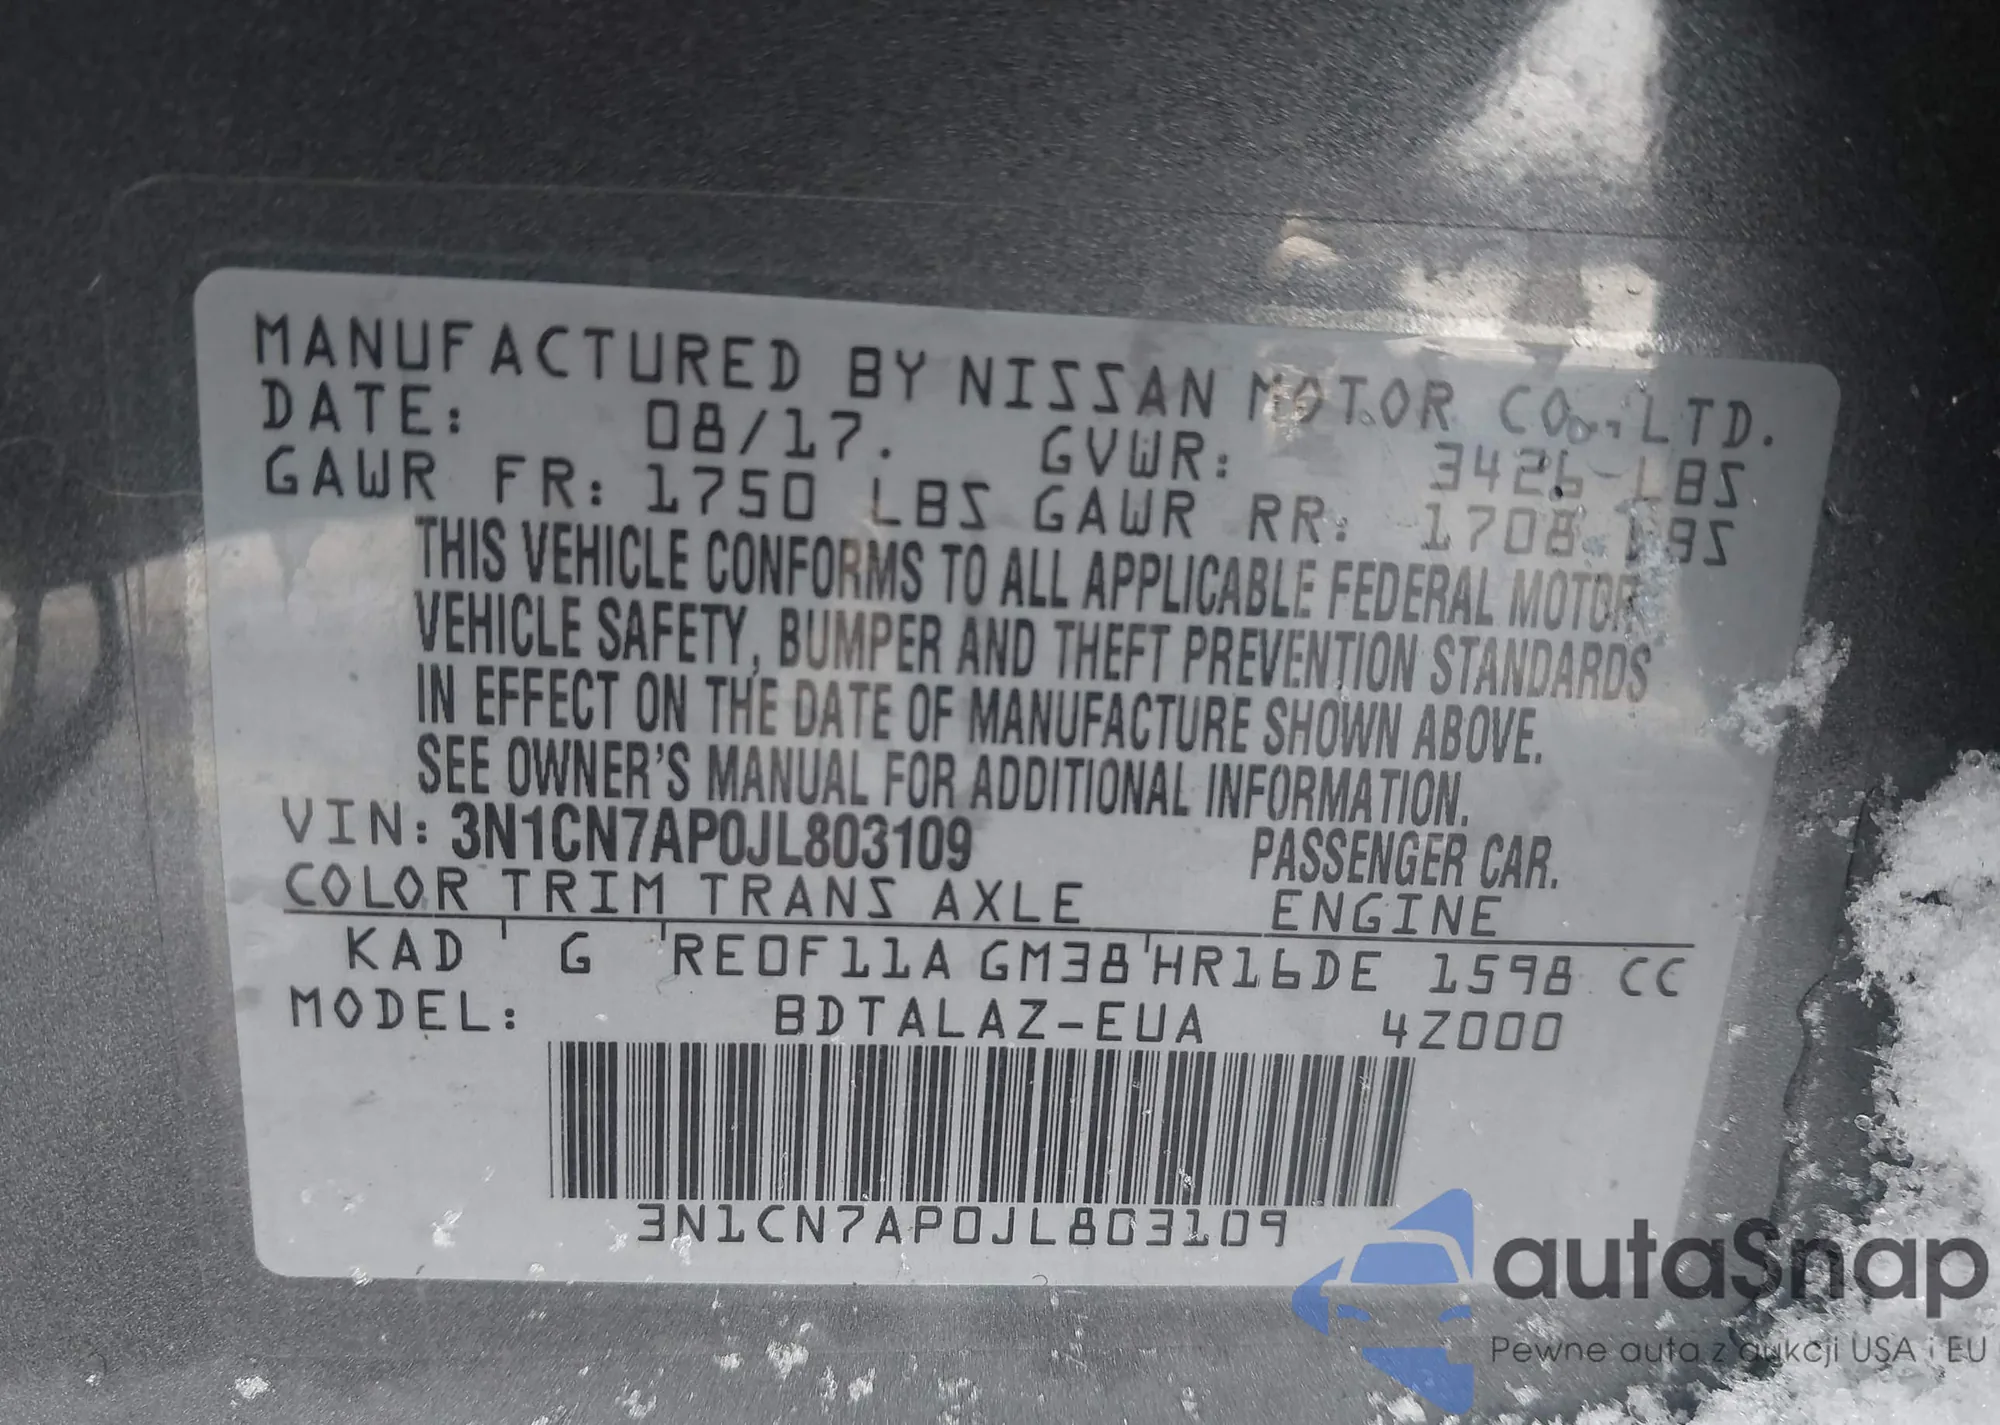 MANUFACTURED BY NISSAN MOTOR CO., LTD.
DATE: 08/17. GVWR: 3426 LBS
GAWR FR: 1750 LBS GAWR RR: 1708 LBS
THIS VEHICLE CONFORMS TO ALL APPLICABLE FEDERAL MOTOR
VEHICLE SAFETY, BUMPER AND THEFT PREVENTION STANDARDS
IN EFFECT ON THE DATE OF MANUFACTURE SHOWN ABOVE.
SEE OWNER'S MANUAL FOR ADDITIONAL INFORMATION.
VIN: 3N1CN7AP0JL803109 PASSENGER CAR.
COLOR TRIM TRANS AXLE ENGINE
KAD G RE0F11A GM38 HR16DE 1598 CC
MODEL: BDTALAZ-EUA 4Z000
3N1CN7AP0JL803109
autaSnap
Pewne auta z aukcji USA i EU